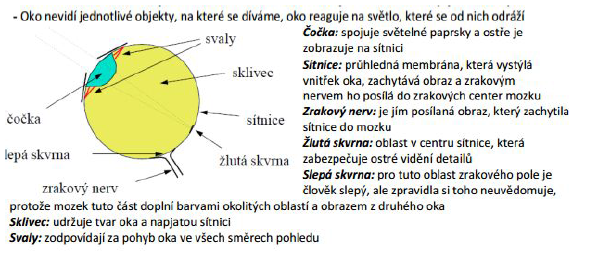 - Oko nevidí jednotlivé objekty, na které se díváme, oko reaguje na světlo, které se od nich odráží
svaly
sklivec
čočka
sítnice
slepá skvrna
žlutá skvrna
zrakový nerv
Čočka: spojuje světelné paprsky a ostře je
zobrazuje na sítnici
Sítnice: průhledná membrána, která vystýlá
vnitřek oka, zachytává obraz a zrakovým
nervem ho posílá do zrakových center mozku
Zrakový nerv: je jím posílaná obraz, který zachytila
sítnice do mozku
Žlutá skvrna: oblast v centru sítnice, která
zabezpečuje ostré vidění detailů
Slepá skvrna: pro tuto oblast zrakového pole je
člověk slepý, ale zpravidla si toho neuvědomuje,
protože mozek tuto část doplní barvami okolitých oblastí a obrazem z druhého oka
Sklivec: udržuje tvar oka a napjatou sítnici
Svaly: zodpovídají za pohyb oka ve všech směrech pohledu